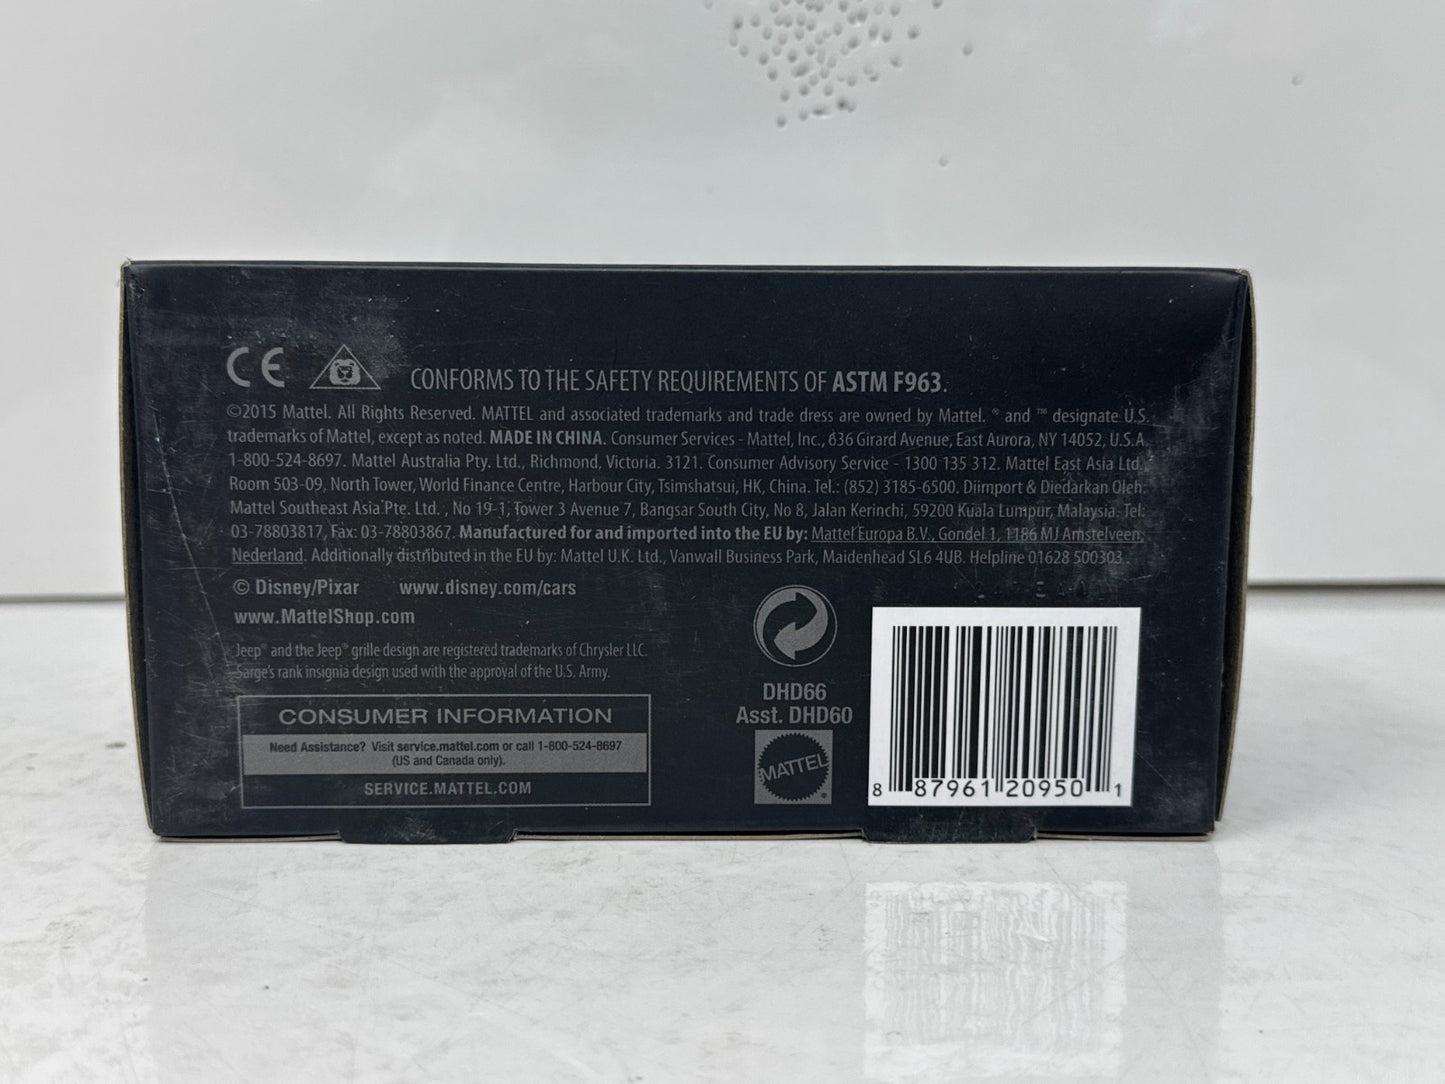 CE CONFORMS TO THE SAFETY REQUIREMENTS OF ASTM F963.
©2015 Mattel. All Rights Reserved. MATTEL and associated trademarks and trade dress are owned by Mattel. ® and ™ designate U.S.
trademarks of Mattel, except as noted. MADE IN CHINA. Consumer Services - Mattel, Inc., 636 Girard Avenue, East Aurora, NY 14052, U.S.A.
1-800-524-8697. Mattel Australia Pty. Ltd., Richmond, Victoria. 3121. Consumer Advisory Service - 1300 135 312. Mattel East Asia Ltd.,
Room 503-09, North Tower, World Finance Centre, Harbour City, Tsimshatsui, HK, China. Tel.: (852) 3185-6500. Diimport & Diedarkan Oleh:
Mattel Southeast Asia Pte. Ltd. , No 19-1, Tower 3 Avenue 7, Bangsar South City, No 8, Jalan Kerinchi, 59200 Kuala Lumpur, Malaysia. Tel:
03-78803817, Fax: 03-78803867. Manufactured for and imported into the EU by: Mattel Europa B.V., Gondel 1, 1186 MJ Amstelveen,
Nederland. Additionally distributed in the EU by: Mattel U.K. Ltd., Vanwall Business Park, Maidenhead SL6 4UB. Helpline 01628 500303.
© Disney/Pixar www.disney.com/cars
www.MattelShop.com
Jeep® and the Jeep® grille design are registered trademarks of Chrysler LLC.
Sarge's rank insignia design used with the approval of the U.S. Army.
CONSUMER INFORMATION
Need Assistance? Visit service.mattel.com or call 1-800-524-8697
(US and Canada only).
SERVICE.MATTEL.COM
DHD66
Asst. DHD60
MATTEL®
8 87961 20950 1